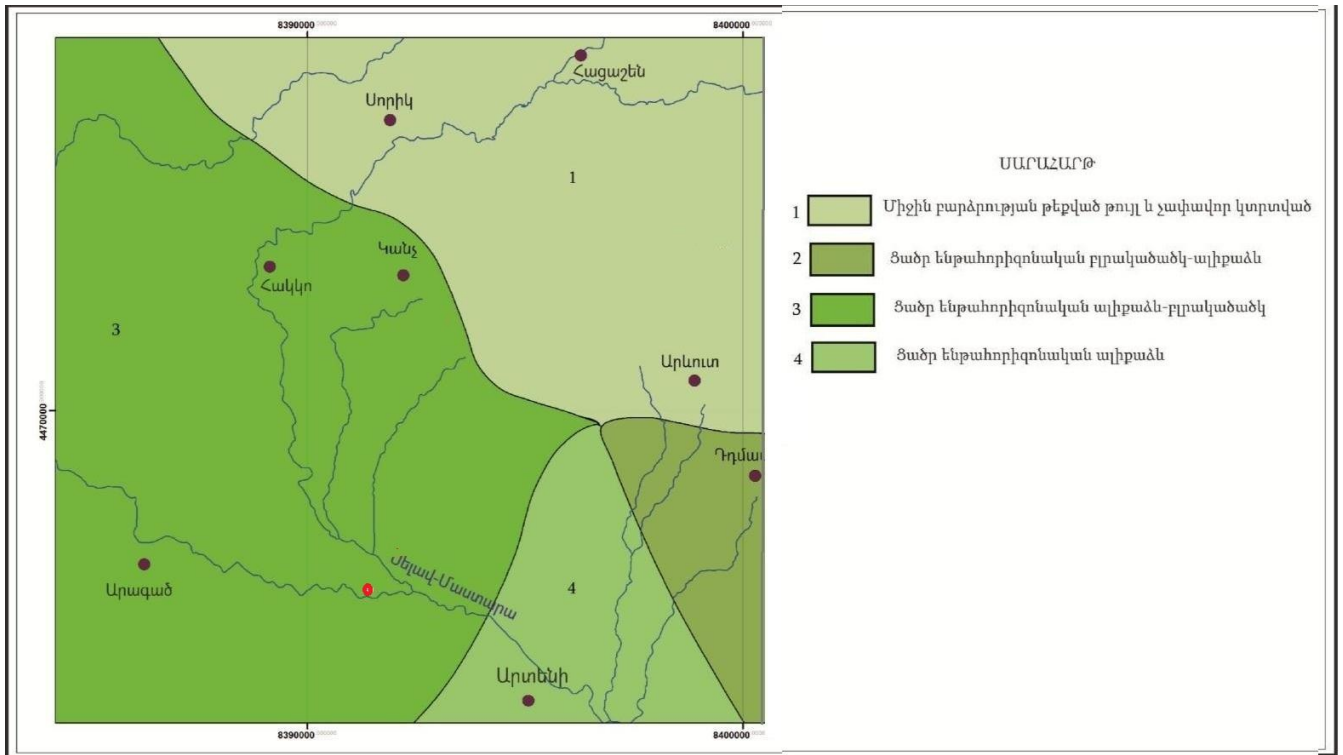 8390000
8400000
Հացաշեն
Սորիկ
1
ՍԱՐԱՀԱՐԹ
1 Միջին բարձրության թեքված թույլ և չափավոր կտրտված
2 Ցածր ենթահորիզոնական բլրակածածկ-ալիքաձև
3 Ցածր ենթահորիզոնական ալիքաձև-բլրակածածկ
4 Ցածր ենթահորիզոնական ալիքաձև
Կանչ
Հակկո
3
Արևուտ
4470000
Դդմա
Սելավ-Մաստարա
Արագած
4
Արտենի
8390000
8400000